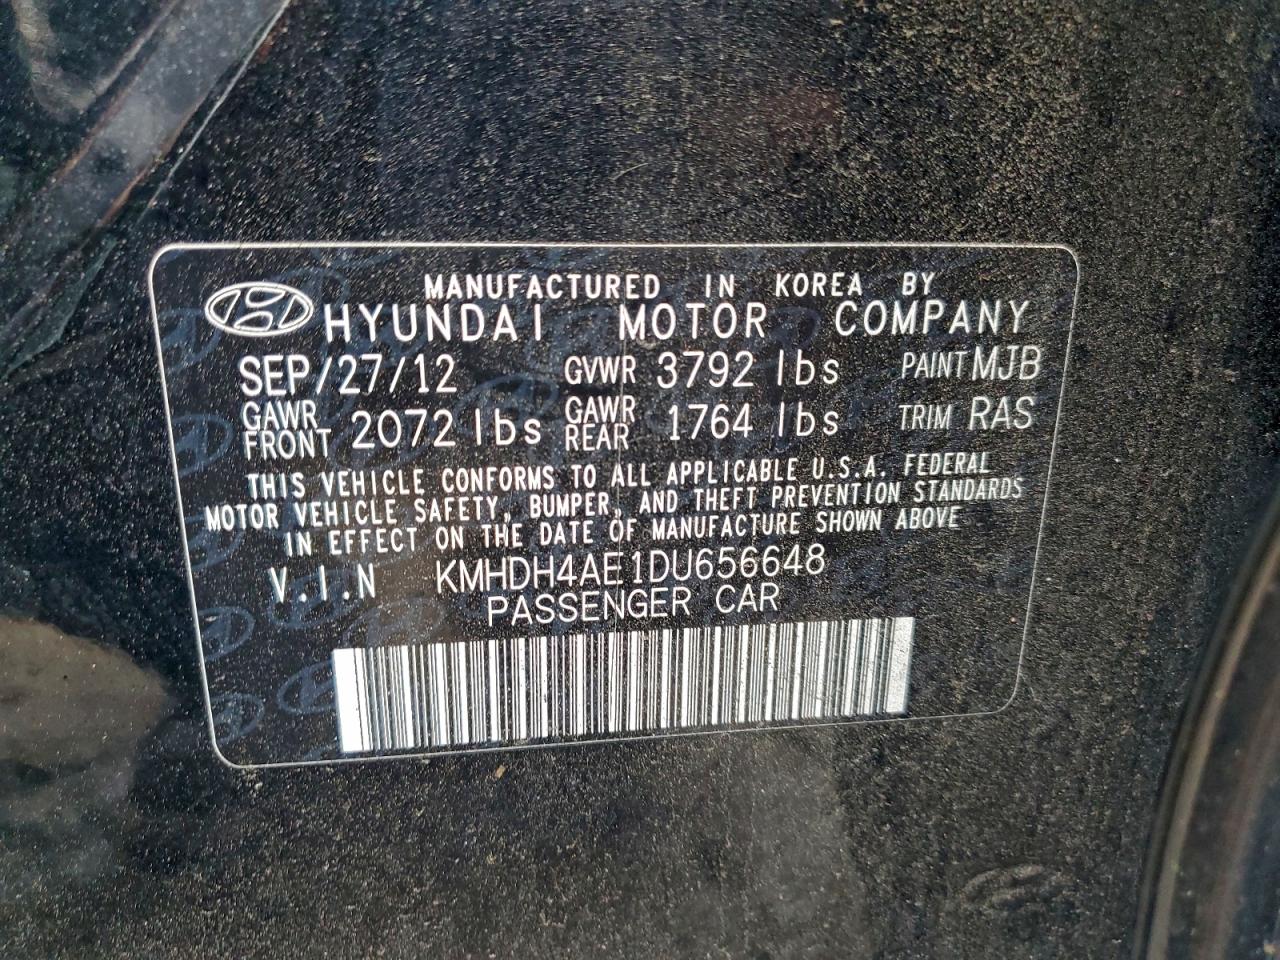 MANUFACTURED IN KOREA BY
HYUNDAI MOTOR COMPANY
SEP/27/12 GVWR 3792 lbs PAINT MJB
GAWR FRONT 2072 lbs GAWR REAR 1764 lbs TRIM RAS
THIS VEHICLE CONFORMS TO ALL APPLICABLE U.S.A. FEDERAL
MOTOR VEHICLE SAFETY, BUMPER, AND THEFT PREVENTION STANDARDS
IN EFFECT ON THE DATE OF MANUFACTURE SHOWN ABOVE
V.I.N KMHDH4AE1DU656648
PASSENGER CAR